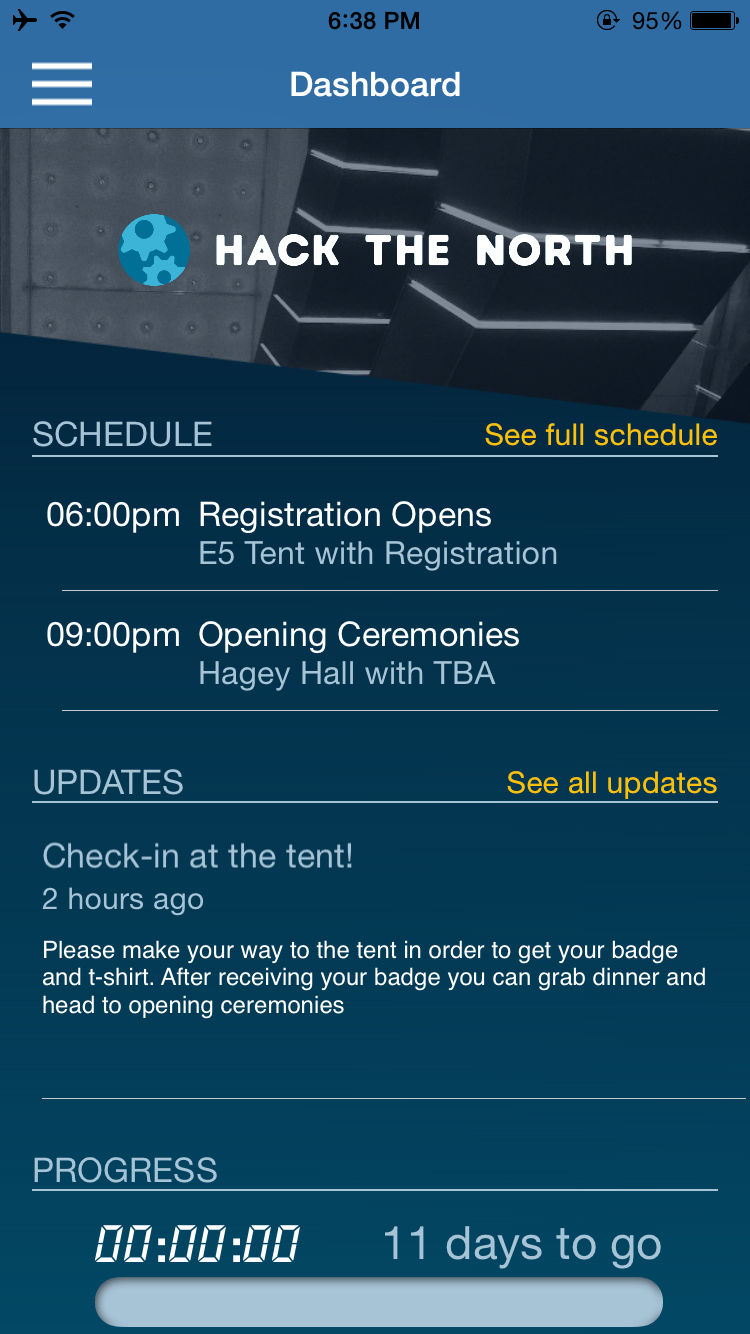 6:38 PM
95%
Dashboard
HACK THE NORTH
SCHEDULE See full schedule
06:00pm Registration Opens
E5 Tent with Registration
09:00pm Opening Ceremonies
Hagey Hall with TBA
UPDATES See all updates
Check-in at the tent!
2 hours ago
Please make your way to the tent in order to get your badge
and t-shirt. After receiving your badge you can grab dinner and
head to opening ceremonies
PROGRESS
00:00:00 11 days to go